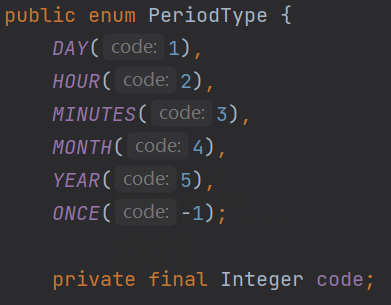 public enum PeriodType {
DAY( code: 1),
HOUR( code: 2),
MINUTES( code: 3),
MONTH( code: 4),
YEAR( code: 5),
ONCE( code: -1);
private final Integer code;